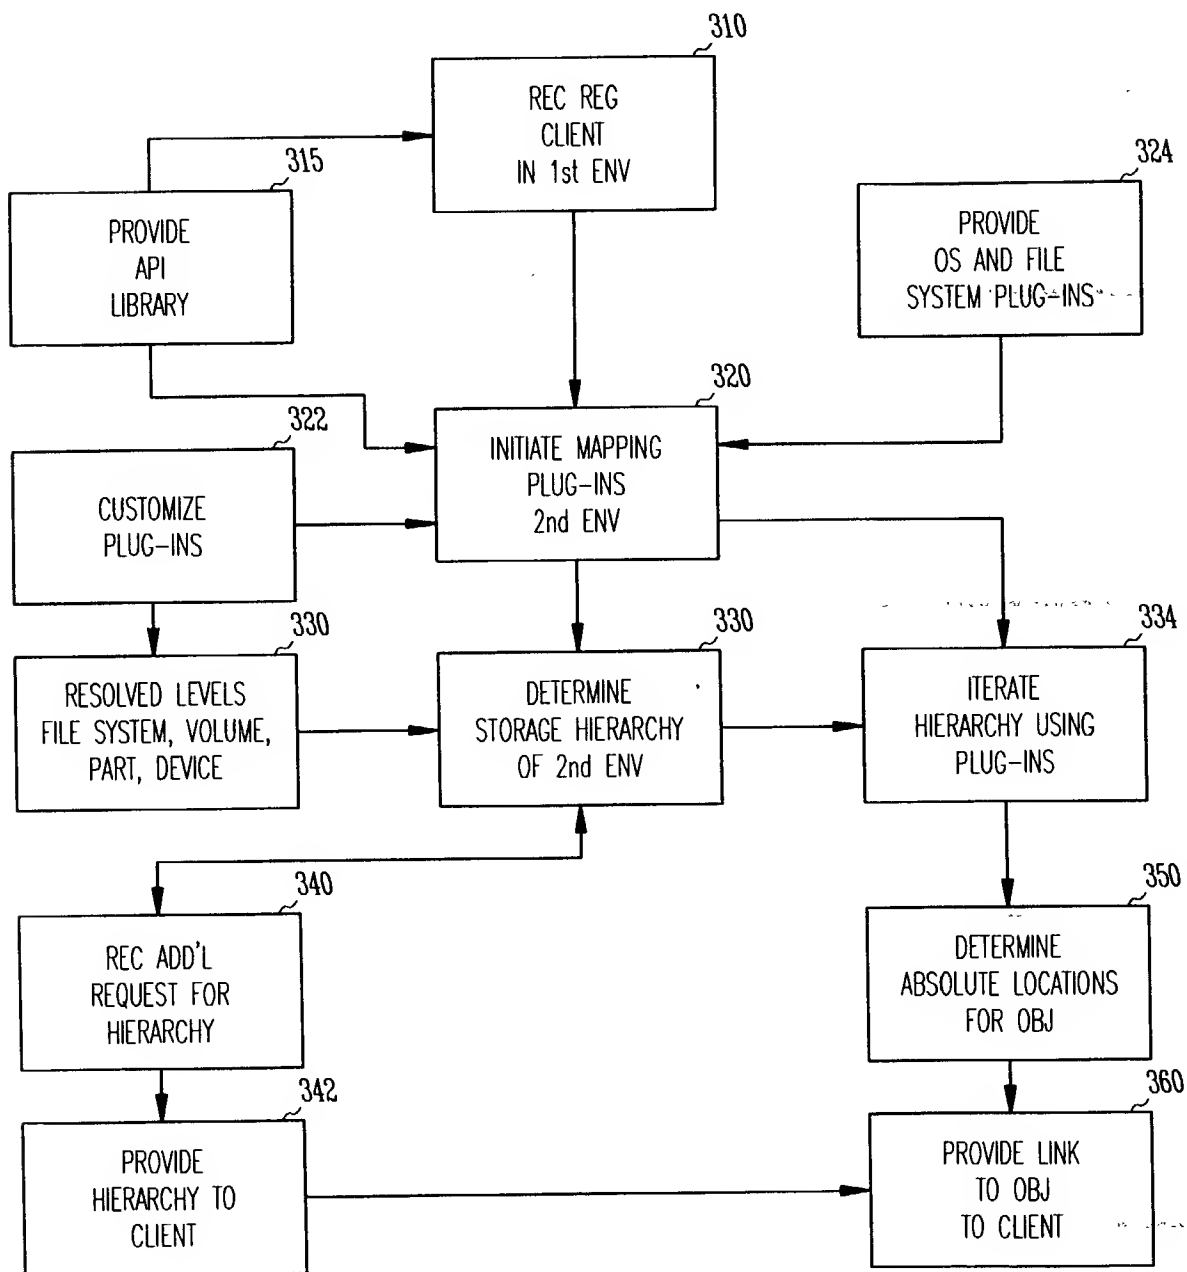 310
REC REG
CLIENT
IN 1st ENV
315
PROVIDE
API
LIBRARY
324
PROVIDE
OS AND FILE
SYSTEM PLUG-INS
320
INITIATE MAPPING
PLUG-INS
2nd ENV
322
CUSTOMIZE
PLUG-INS
330
RESOLVED LEVELS
FILE SYSTEM, VOLUME,
PART, DEVICE
330
DETERMINE
STORAGE HIERARCHY
OF 2nd ENV
334
ITERATE
HIERARCHY USING
PLUG-INS
340
REC ADD'L
REQUEST FOR
HIERARCHY
350
DETERMINE
ABSOLUTE LOCATIONS
FOR OBJ
342
PROVIDE
HIERARCHY TO
CLIENT
360
PROVIDE LINK
TO OBJ
TO CLIENT